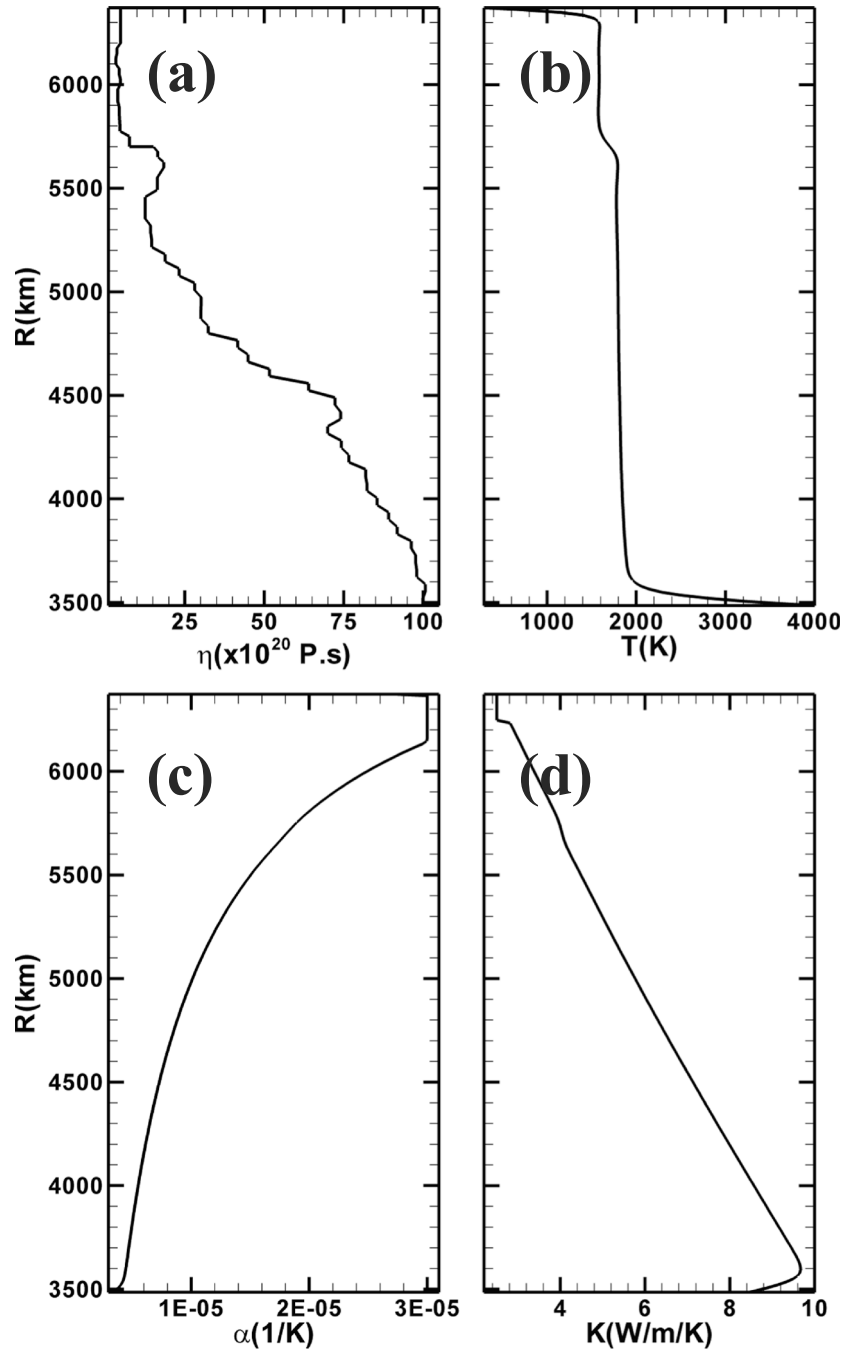 (a)
6000
5500
5000
4500
4000
3500
R(km)
25 50 75 100
η(x10²⁰ P.s)
(b)
1000 2000 3000 4000
T(K)
(c)
6000
5500
5000
4500
4000
3500
R(km)
1E-05 2E-05 3E-05
α(1/K)
(d)
4 6 8 10
K(W/m/K)